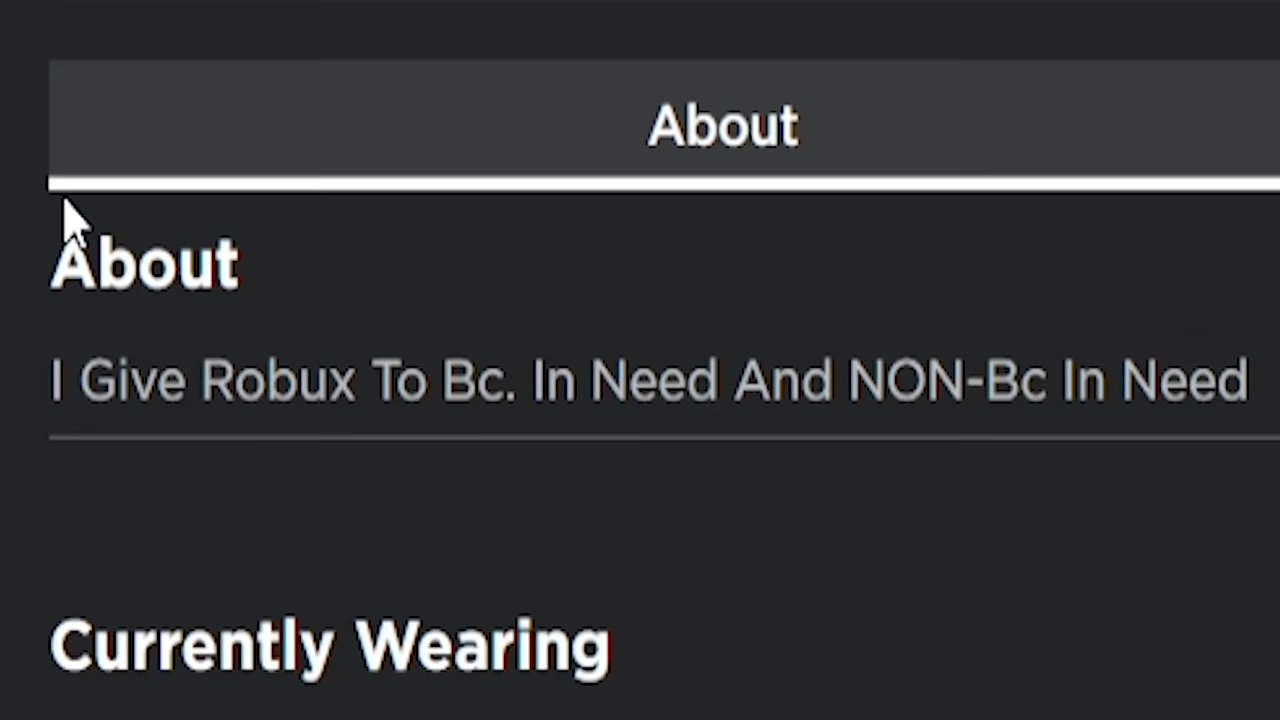 About
About
I Give Robux To Bc. In Need And NON-Bc In Need
Currently Wearing